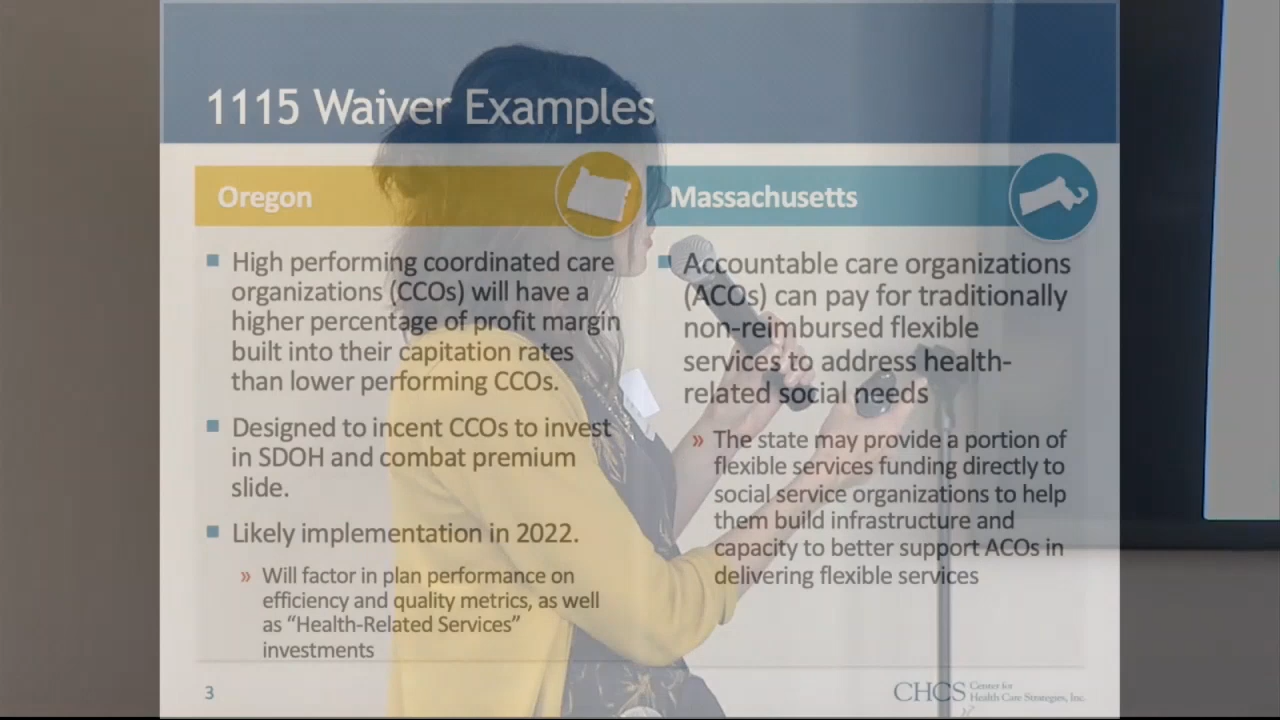 1115 Waiver Examples
Oregon
High performing coordinated care
organizations (CCOs) will have a
higher percentage of profit margin
built into their capitation rates
than lower performing CCOs.
Designed to incent CCOs to invest
in SDOH and combat premium
slide.
Likely implementation in 2022.
» Will factor in plan performance on
efficiency and quality metrics, as well
as “Health-Related Services”
investments
Massachusetts
Accountable care organizations
(ACOs) can pay for traditionally
non-reimbursed flexible
services to address health-
related social needs
» The state may provide a portion of
flexible services funding directly to
social service organizations to help
them build infrastructure and
capacity to better support ACOs in
delivering flexible services
3
CHCS Center for
Health Care Strategies, Inc.